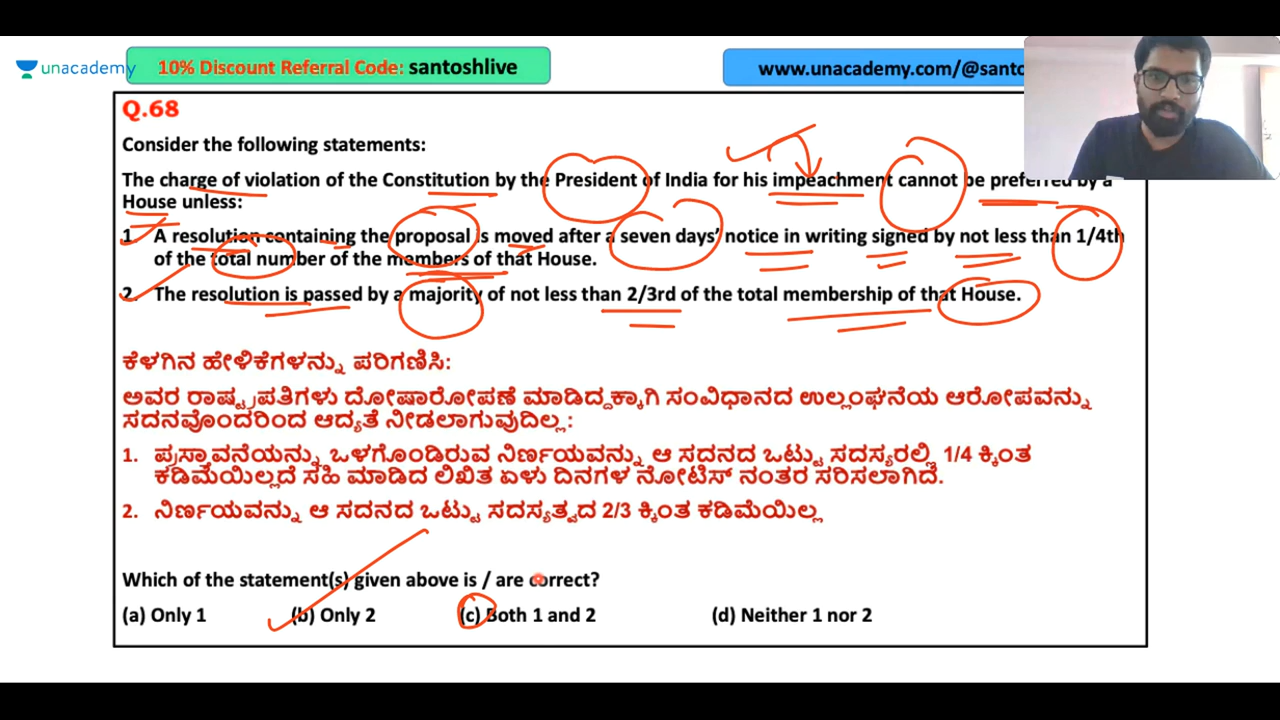 unacademy
10% Discount Referral Code: santoshlive
www.unacademy.com/@santo
Q.68
Consider the following statements:
The charge of violation of the Constitution by the President of India for his impeachment cannot be preferred by a
House unless:
1. A resolution containing the proposal is moved after a seven days' notice in writing signed by not less than 1/4th
of the total number of the members of that House.
2. The resolution is passed by a majority of not less than 2/3rd of the total membership of that House.
ಕೆಳಗಿನ ಹೇಳಿಕೆಗಳನ್ನು ಪರಿಗಣಿಸಿ:
ಅವರ ರಾಷ್ಟ್ರಪತಿಗಳು ದೋಷಾರೋಪಣೆ ಮಾಡಿದ್ದಕ್ಕಾಗಿ ಸಂವಿಧಾನದ ಉಲ್ಲಂಘನೆಯ ಆರೋಪವನ್ನು
ಸದನವೊಂದರಿಂದ ಆದ್ಯತೆ ನೀಡಲಾಗುವುದಿಲ್ಲ:
1. ಪ್ರಸ್ತಾವನೆಯನ್ನು ಒಳಗೊಂಡಿರುವ ನಿರ್ಣಯವನ್ನು ಆ ಸದನದ ಒಟ್ಟು ಸದಸ್ಯರಲ್ಲಿ 1/4 ಕ್ಕಿಂತ
ಕಡಿಮೆಯಿಲ್ಲದೆ ಸಹಿ ಮಾಡಿದ ಲಿಖಿತ ಏಳು ದಿನಗಳ ನೋಟಿಸ್ ನಂತರ ಸರಿಸಲಾಗಿದೆ.
2. ನಿರ್ಣಯವನ್ನು ಆ ಸದನದ ಒಟ್ಟು ಸದಸ್ಯತ್ವದ 2/3 ಕ್ಕಿಂತ ಕಡಿಮೆಯಿಲ್ಲ
Which of the statement(s) given above is / are correct?
(a) Only 1 (b) Only 2 (c) Both 1 and 2 (d) Neither 1 nor 2